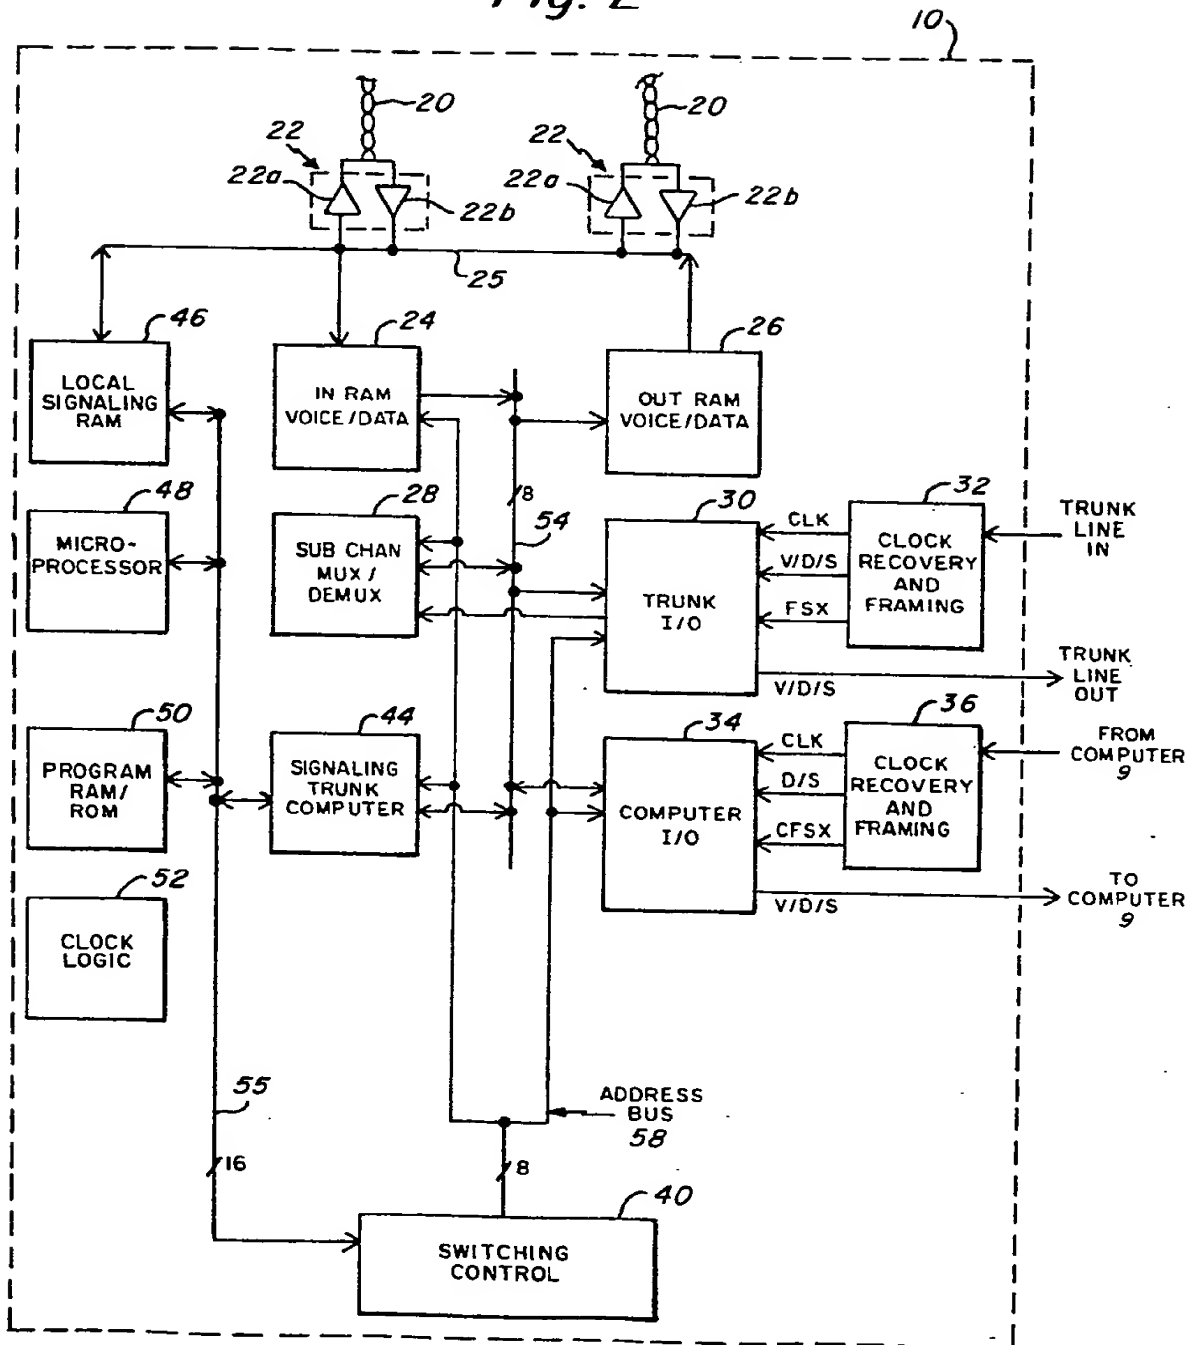 Fig. 2
10
20
20
22
22
22a
22b
22a
22b
25
46
24
26
LOCAL
SIGNALING
RAM
IN RAM
VOICE/DATA
OUT RAM
VOICE/DATA
48
28
8
54
30
32
MICRO-
PROCESSOR
SUB CHAN
MUX/
DEMUX
TRUNK
I/O
CLK
V/D/S
FSX
V/D/S
CLOCK
RECOVERY
AND
FRAMING
TRUNK
LINE
IN
TRUNK
LINE
OUT
50
44
34
36
PROGRAM
RAM/
ROM
SIGNALING
TRUNK
COMPUTER
COMPUTER
I/O
CLK
D/S
CFSX
V/D/S
CLOCK
RECOVERY
AND
FRAMING
FROM
COMPUTER
9
TO
COMPUTER
9
52
CLOCK
LOGIC
55
16
ADDRESS
BUS
58
8
40
SWITCHING
CONTROL